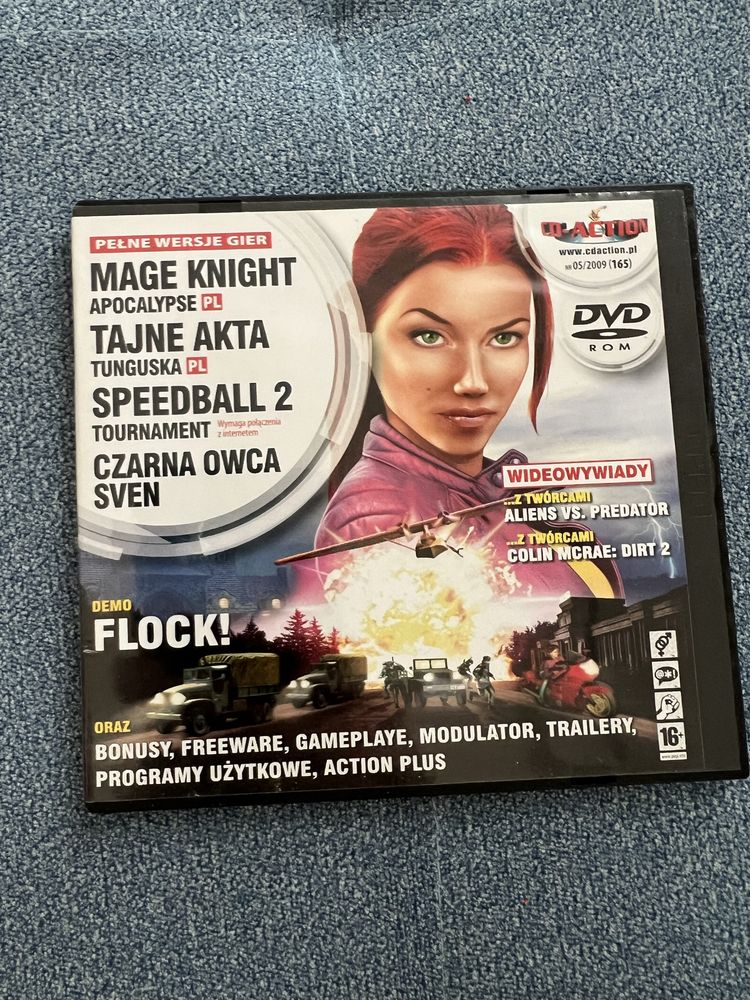 PEŁNE WERSJE GIER
MAGE KNIGHT
APOCALYPSE PL
TAJNE AKTA
TUNGUSKA PL
SPEEDBALL 2
TOURNAMENT Wymaga połączenia
z internetem
CZARNA OWCA
SVEN
CD-ACTION
www.cdaction.pl
NR 05/2009 (165)
DVD
ROM
WIDEOWYWIADY
...Z TWÓRCAMI
ALIENS VS. PREDATOR
...Z TWÓRCAMI
COLIN MCRAE: DIRT 2
DEMO
FLOCK!
ORAZ
BONUSY, FREEWARE, GAMEPLAYE, MODULATOR, TRAILERY,
PROGRAMY UŻYTKOWE, ACTION PLUS
16+